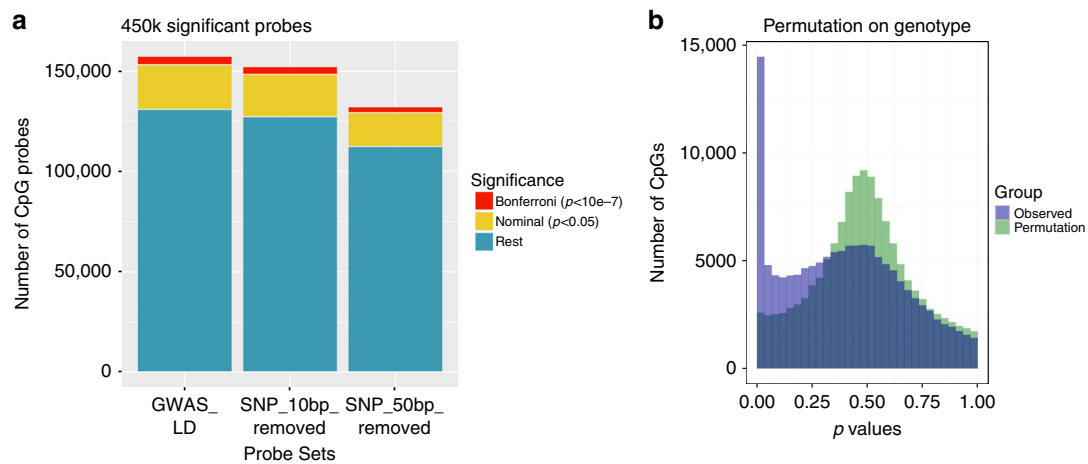 a
450k significant probes
Number of CpG probes
150,000
100,000
50,000
0
GWAS_
LD
SNP_10bp_
removed
SNP_50bp_
removed
Probe Sets
Significance
Bonferroni (p<10e–7)
Nominal (p<0.05)
Rest
b
Permutation on genotype
Number of CpGs
15,000
10,000
5000
0
0.00 0.25 0.50 0.75 1.00
p values
Group
Observed
Permutation